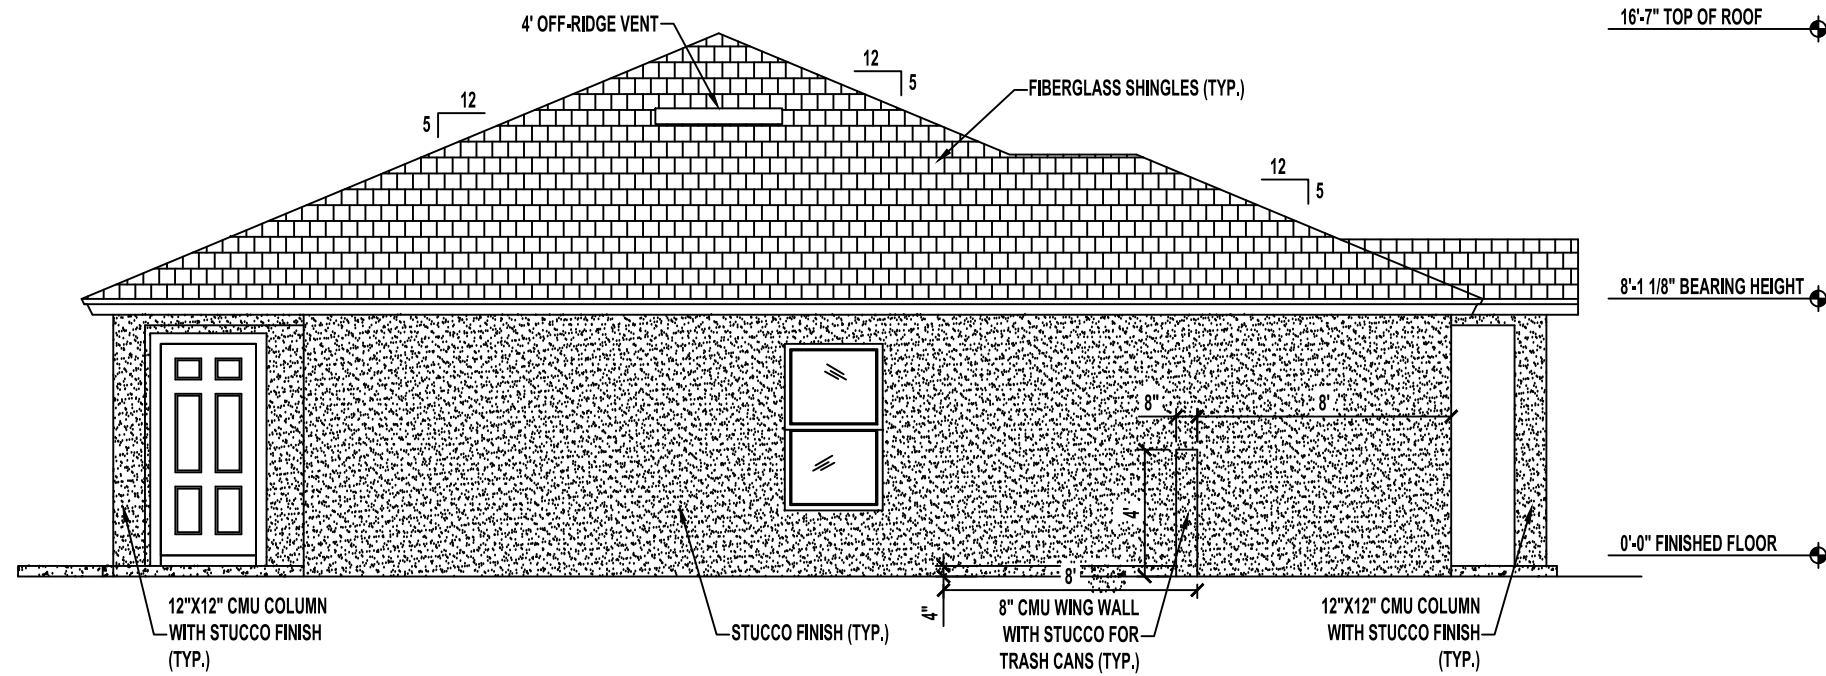 4' OFF-RIDGE VENT
16'-7" TOP OF ROOF
12
5
12
5
FIBERGLASS SHINGLES (TYP.)
12
5
8'-1 1/8" BEARING HEIGHT
8"
8'
4'
0'-0" FINISHED FLOOR
8'
4"
12"X12" CMU COLUMN
WITH STUCCO FINISH
(TYP.)
STUCCO FINISH (TYP.)
8" CMU WING WALL
WITH STUCCO FOR
TRASH CANS (TYP.)
12"X12" CMU COLUMN
WITH STUCCO FINISH
(TYP.)